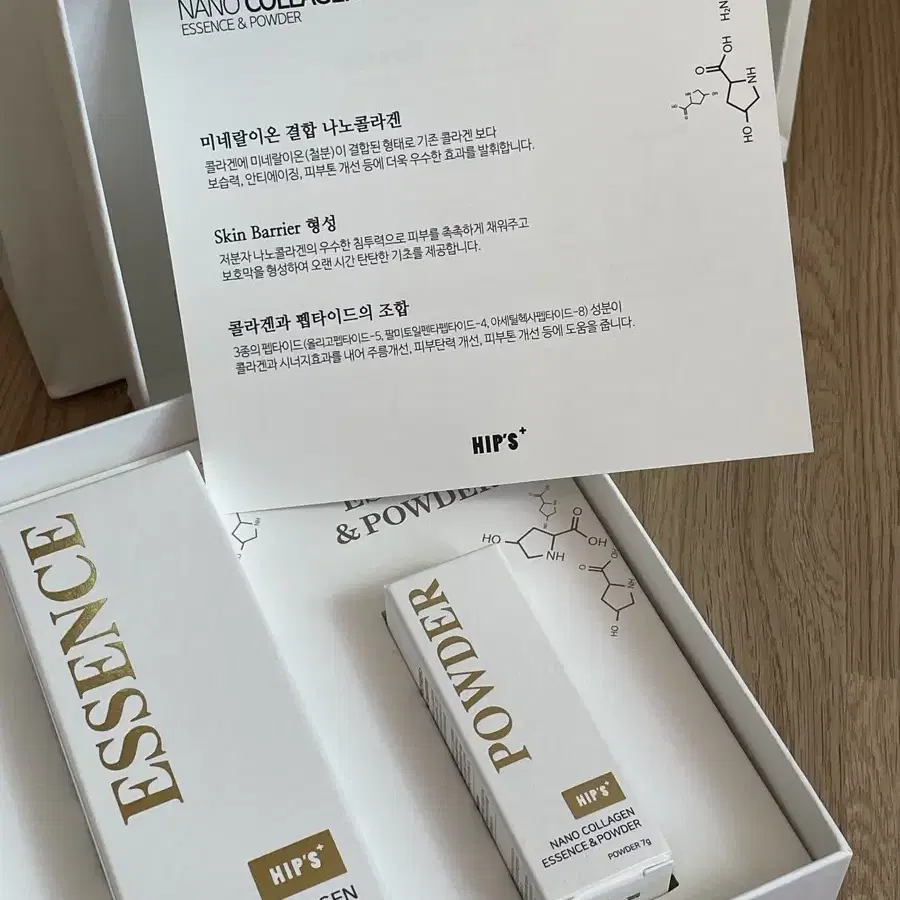 NANO COLLAGEN
ESSENCE & POWDER
미네랄이온 결합 나노콜라겐
콜라겐에 미네랄이온(철분)이 결합된 형태로 기존 콜라겐 보다
보습력, 안티에이징, 피부톤 개선 등에 더욱 우수한 효과를 발휘합니다.
Skin Barrier 형성
저분자 나노콜라겐의 우수한 침투력으로 피부를 촉촉하게 채워주고
보호막을 형성하여 오랜 시간 탄탄한 기초를 제공합니다.
콜라겐과 펩타이드의 조합
3종의 펩타이드(올리고펩타이드-5, 팔미토일펜타펩타이드-4, 아세틸헥사펩타이드-8) 성분이
콜라겐과 시너지효과를 내어 주름개선, 피부탄력 개선, 피부톤 개선 등에 도움을 줍니다.
HIP'S+
& POWDER
HO
O
OH
NH
ESSENCE
HIP'S+
POWDER
HIP'S+
NANO COLLAGEN
ESSENCE & POWDER
POWDER 7g